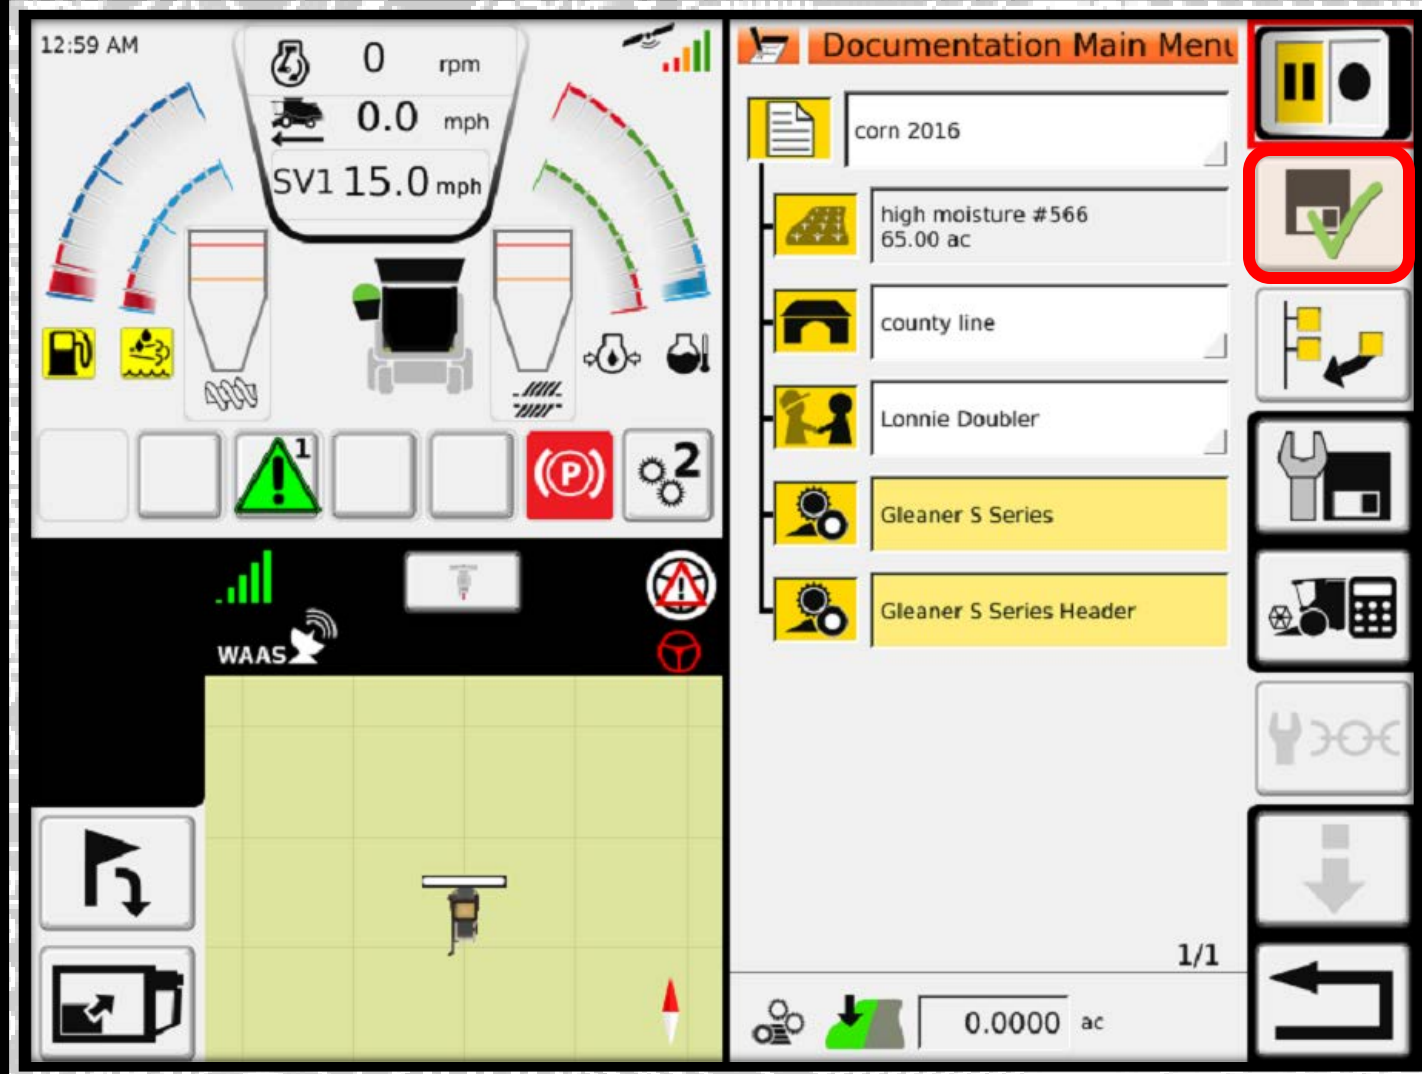 12:59 AM
0 rpm
0.0 mph
SV1 15.0 mph
1
P
2
WAAS
Documentation Main Menu
corn 2016
high moisture #566
65.00 ac
county line
Lonnie Doubler
Gleaner S Series
Gleaner S Series Header
1/1
0.0000 ac